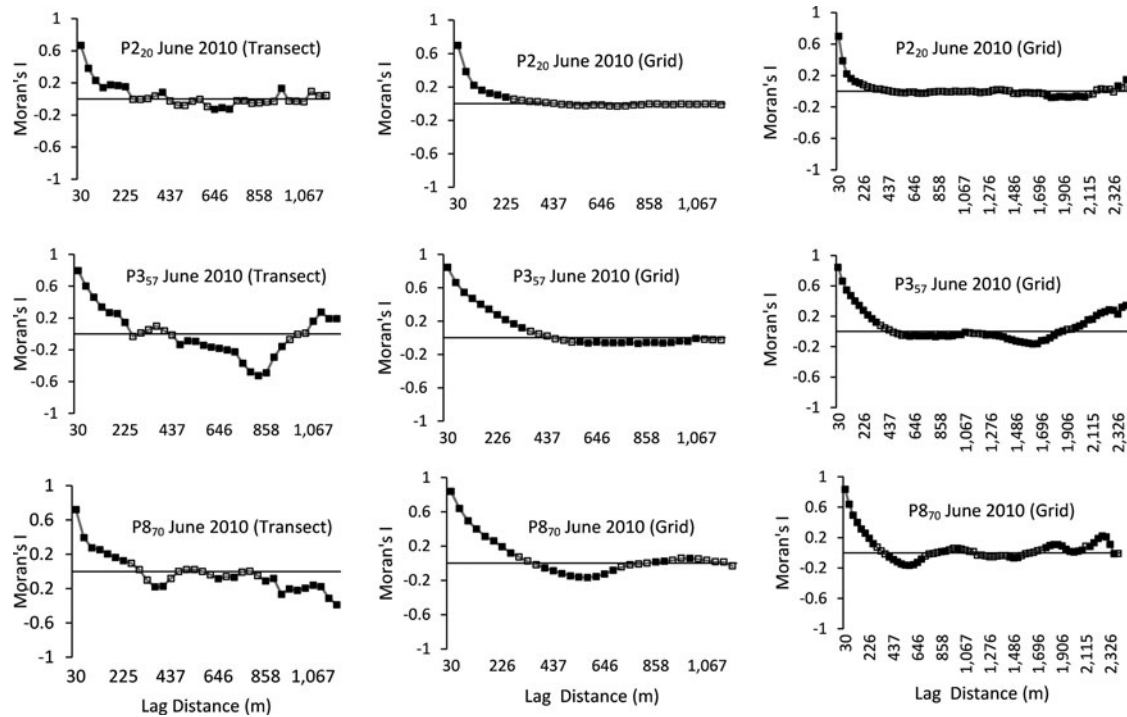 1
0.6
0.2
-0.2
-0.6
-1
Moran's I
P2₂₀ June 2010 (Transect)
30 225 437 646 858 1,067
1
0.6
0.2
-0.2
-0.6
-1
Moran's I
P2₂₀ June 2010 (Grid)
30 225 437 646 858 1,067
1
0.6
0.2
-0.2
-0.6
-1
Moran's I
P2₂₀ June 2010 (Grid)
30 226 437 646 858 1,067 1,276 1,486 1,696 1,906 2,115 2,326
1
0.6
0.2
-0.2
-0.6
-1
Moran's I
P3₅₇ June 2010 (Transect)
30 225 437 646 858 1,067
1
0.6
0.2
-0.2
-0.6
-1
Moran's I
P3₅₇ June 2010 (Grid)
30 226 437 646 858 1,067
1
0.6
0.2
-0.2
-0.6
-1
Moran's I
P3₅₇ June 2010 (Grid)
30 226 437 646 858 1,067 1,276 1,486 1,696 1,906 2,115 2,326
1
0.6
0.2
-0.2
-0.6
-1
Moran's I
P8₇₀ June 2010 (Transect)
30 225 437 646 858 1,067
Lag Distance (m)
1
0.6
0.2
-0.2
-0.6
-1
Moran's I
P8₇₀ June 2010 (Grid)
30 226 437 646 858 1,067
Lag Distance (m)
1
0.6
0.2
-0.2
-0.6
-1
Moran's I
P8₇₀ June 2010 (Grid)
30 226 437 646 858 1,067 1,276 1,486 1,696 1,906 2,115 2,326
Lag Distance (m)